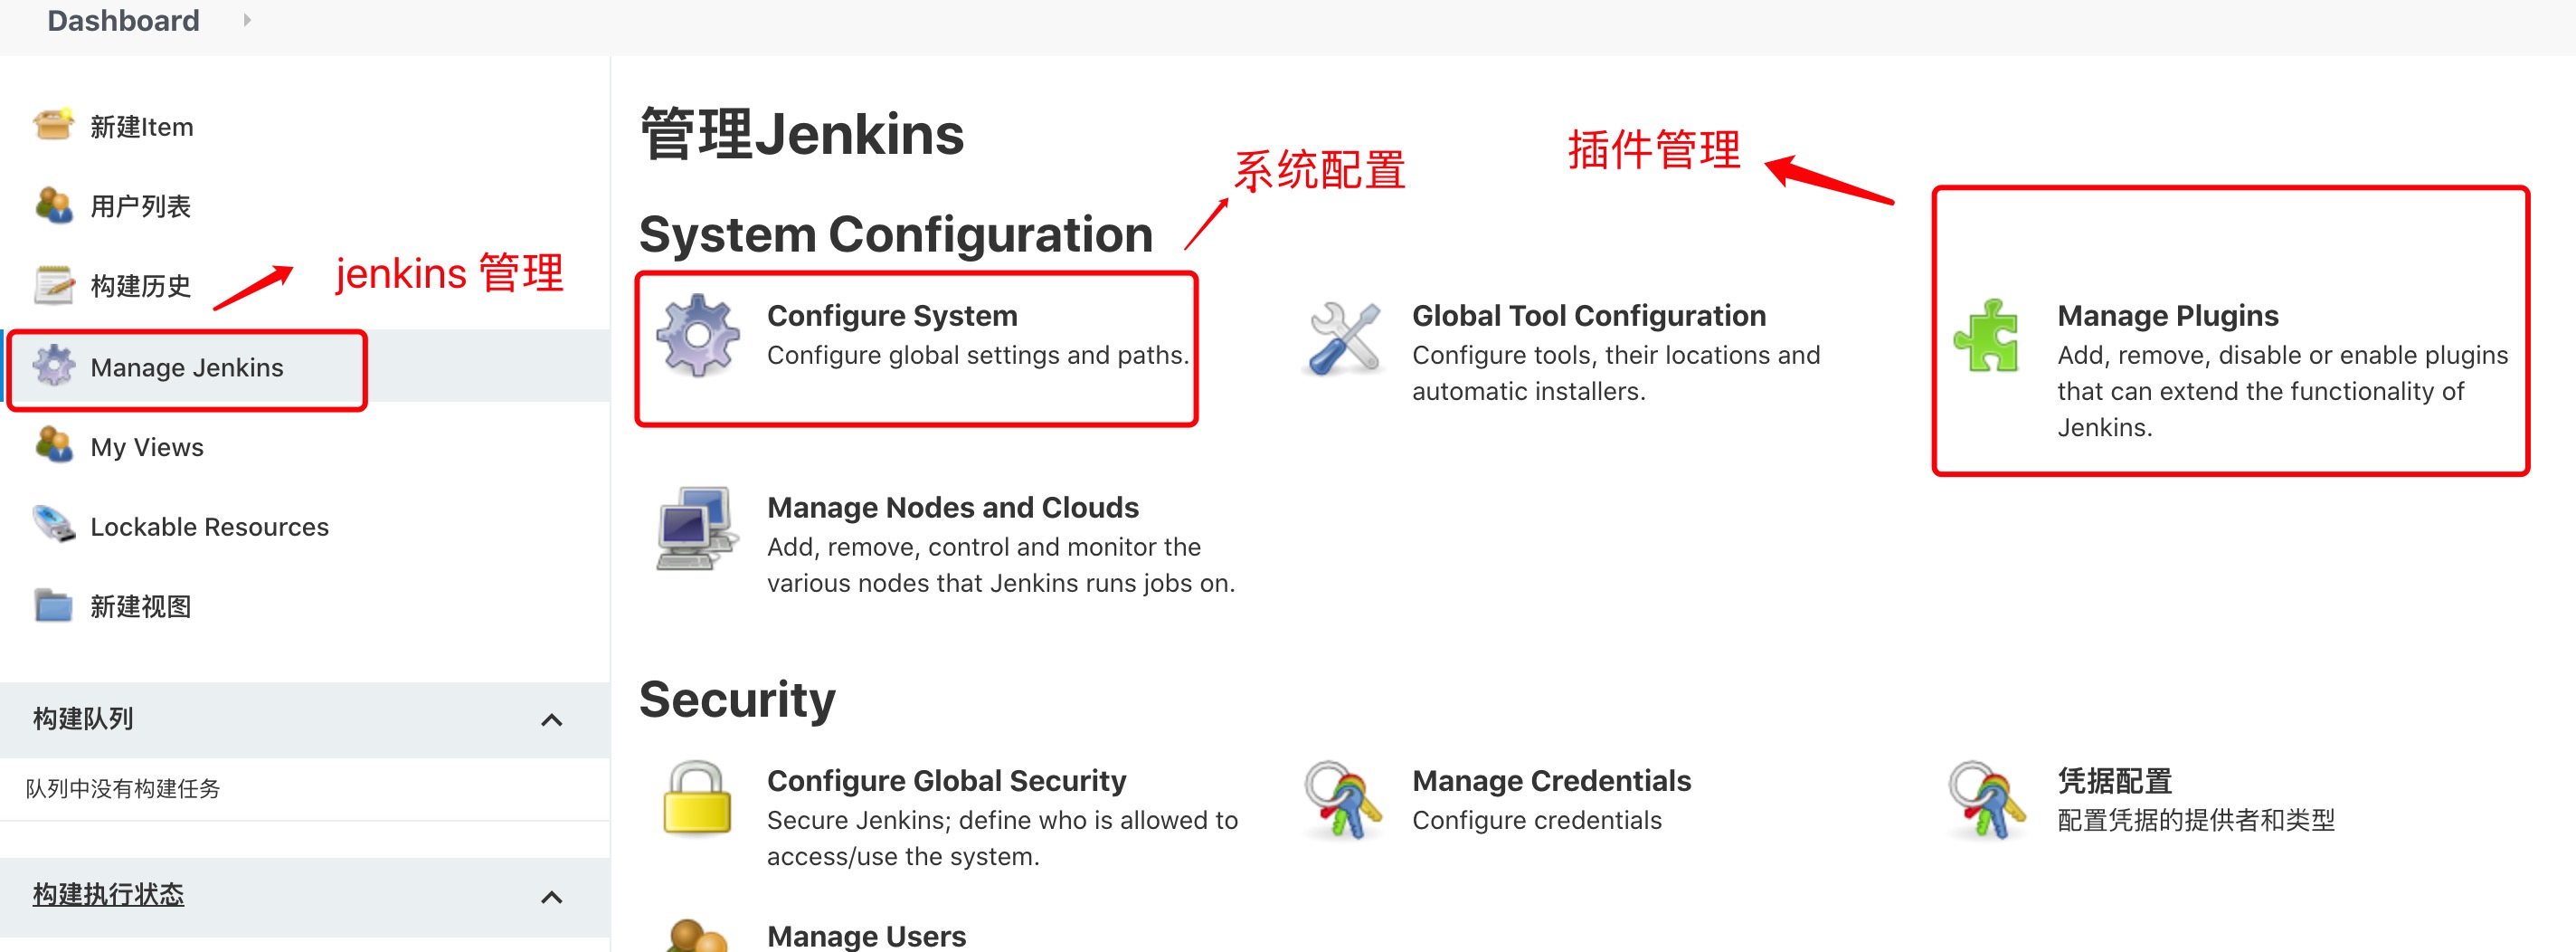 Dashboard
新建Item
用户列表
构建历史
jenkins 管理
Manage Jenkins
My Views
Lockable Resources
新建视图
构建队列
队列中没有构建任务
构建执行状态
管理Jenkins
系统配置
插件管理
System Configuration
Configure System
Configure global settings and paths.
Global Tool Configuration
Configure tools, their locations and
automatic installers.
Manage Plugins
Add, remove, disable or enable plugins
that can extend the functionality of
Jenkins.
Manage Nodes and Clouds
Add, remove, control and monitor the
various nodes that Jenkins runs jobs on.
Security
Configure Global Security
Secure Jenkins; define who is allowed to
access/use the system.
Manage Credentials
Configure credentials
凭据配置
配置凭据的提供者和类型
Manage Users